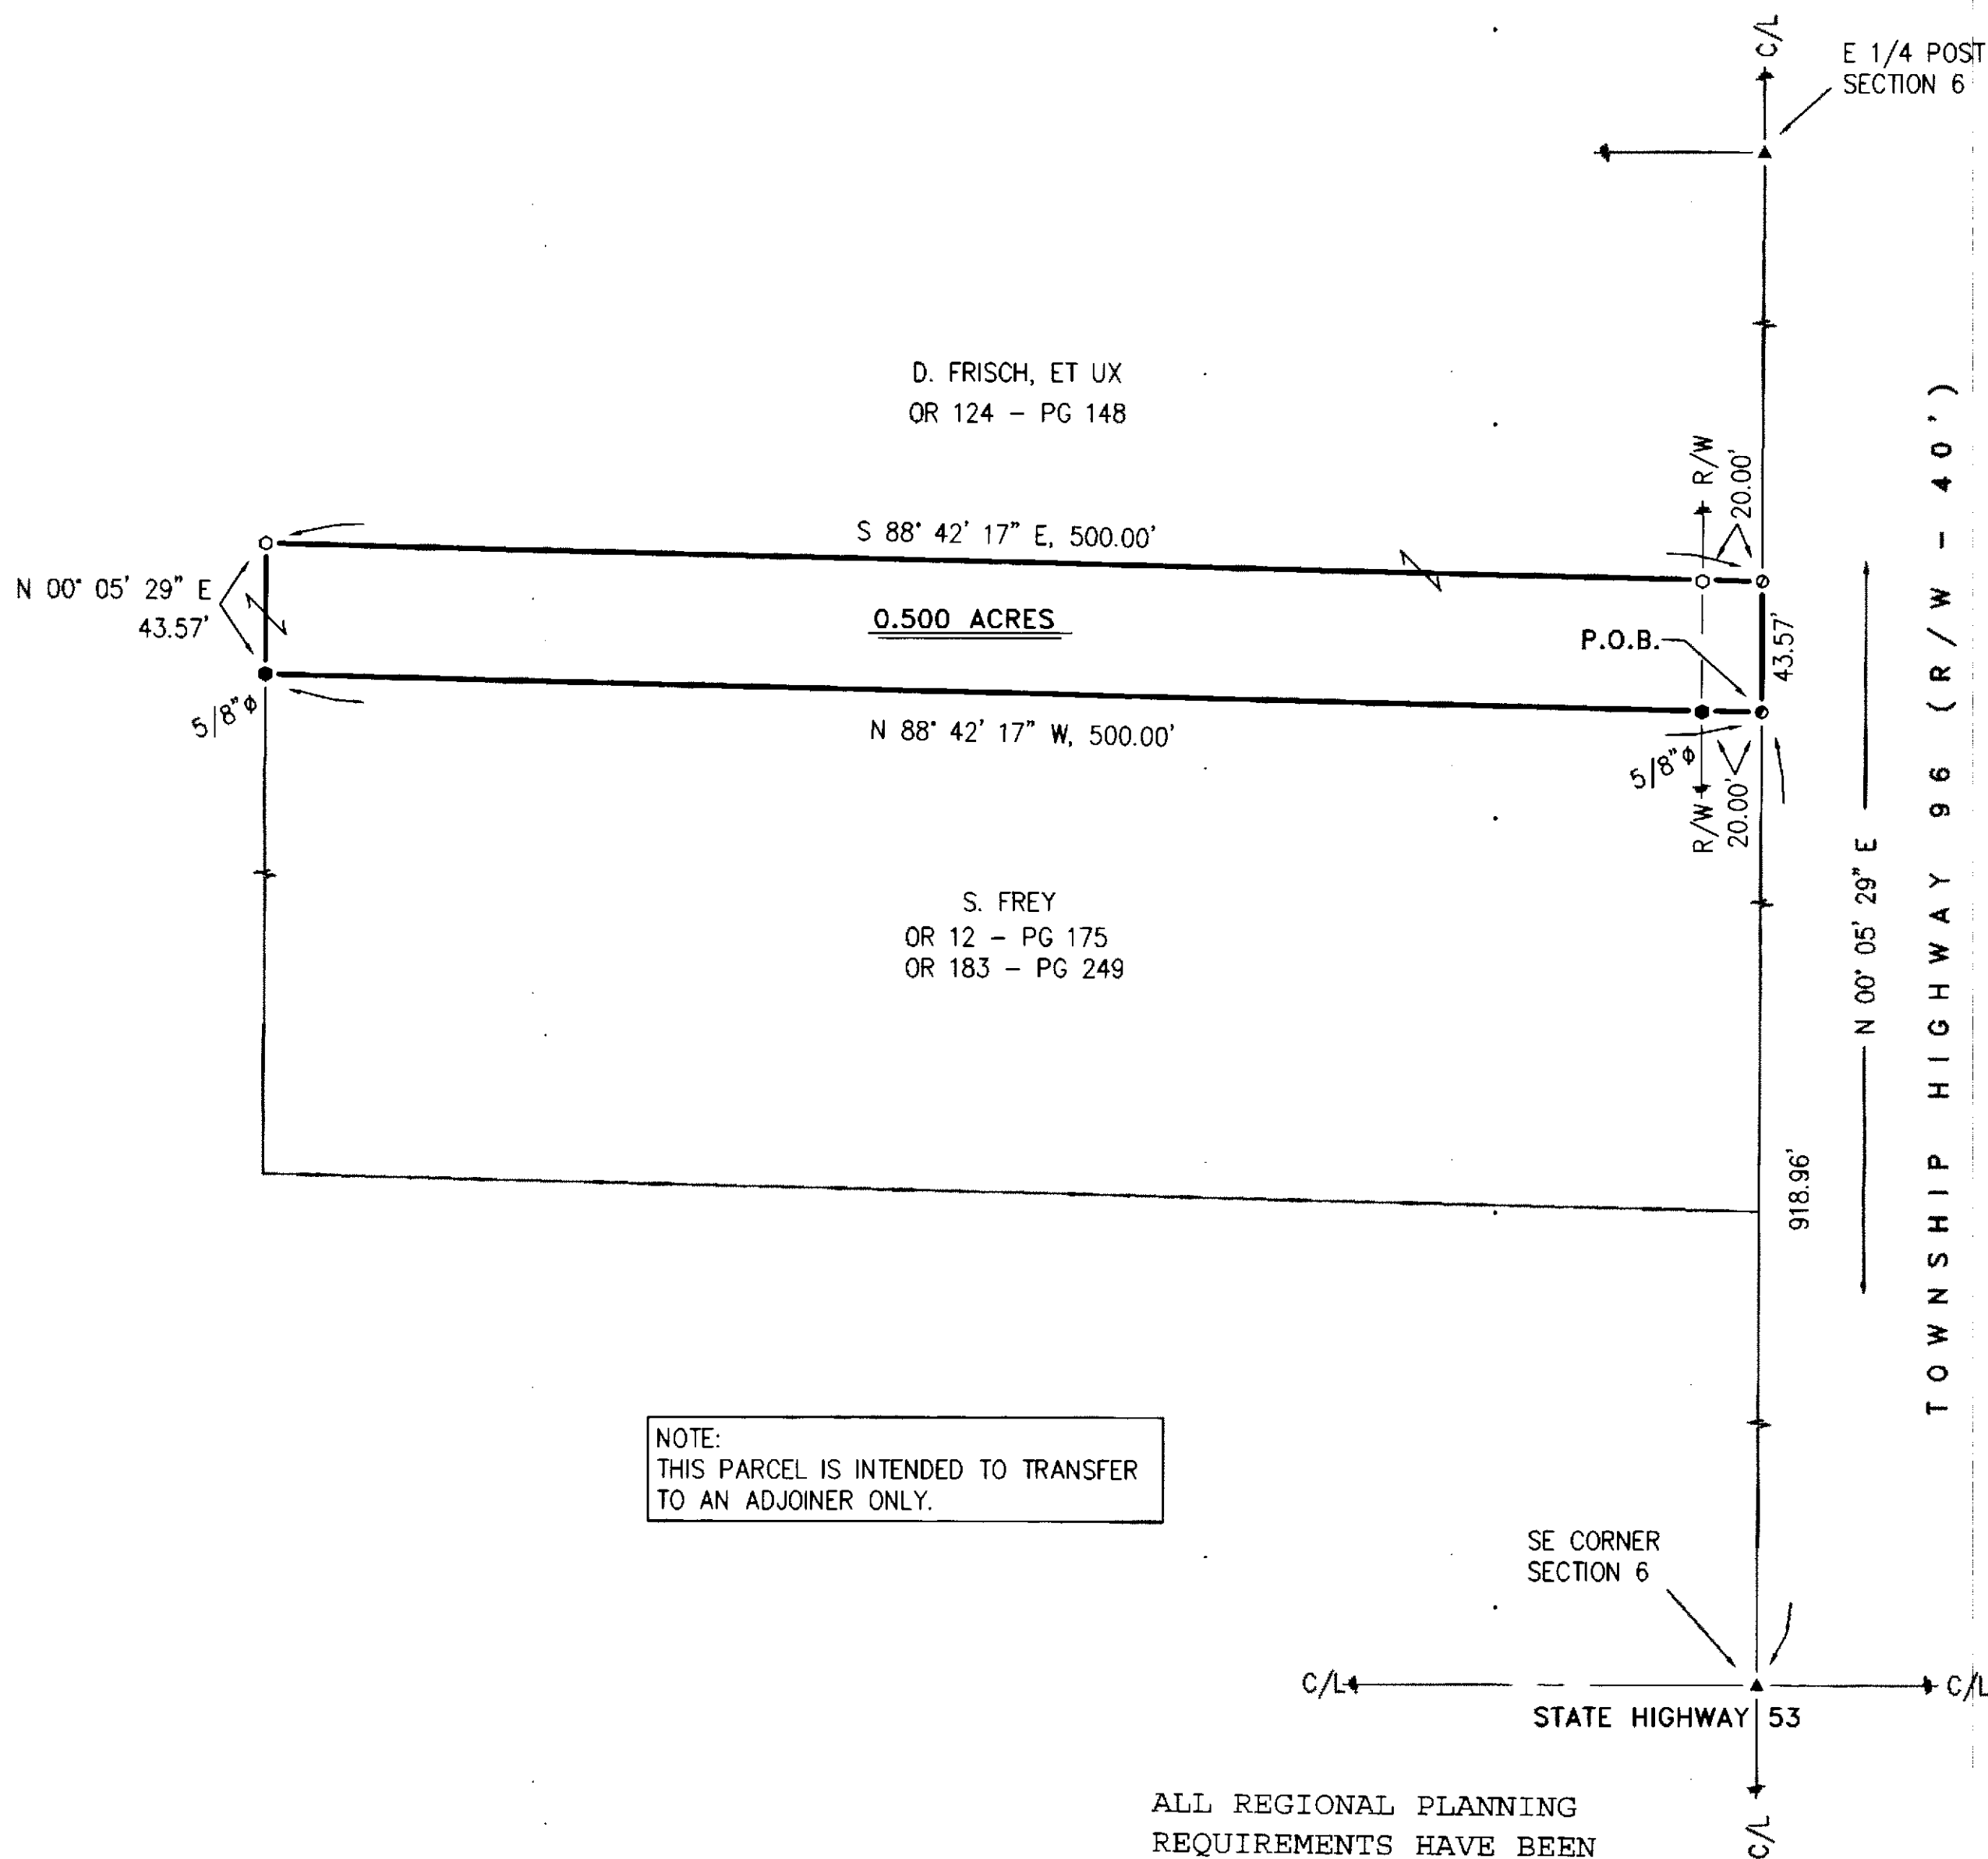 C/L
E 1/4 POST
SECTION 6
D. FRISCH, ET UX
OR 124 – PG 148
R/W
20.00'
S 88° 42' 17" E, 500.00'
N 00° 05' 29" E
43.57'
0.500 ACRES
P.O.B.
43.57'
5/8"ϕ
N 88° 42' 17" W, 500.00'
5/8"ϕ
R/W
20.00'
N 00° 05' 29" E
TOWNSHIP HIGHWAY 96 (R/W - 40')
S. FREY
OR 12 – PG 175
OR 183 – PG 249
918.96'
NOTE:
THIS PARCEL IS INTENDED TO TRANSFER
TO AN ADJOINER ONLY.
SE CORNER
SECTION 6
C/L
C/L
STATE HIGHWAY 53
C/L
ALL REGIONAL PLANNING
REQUIREMENTS HAVE BEEN